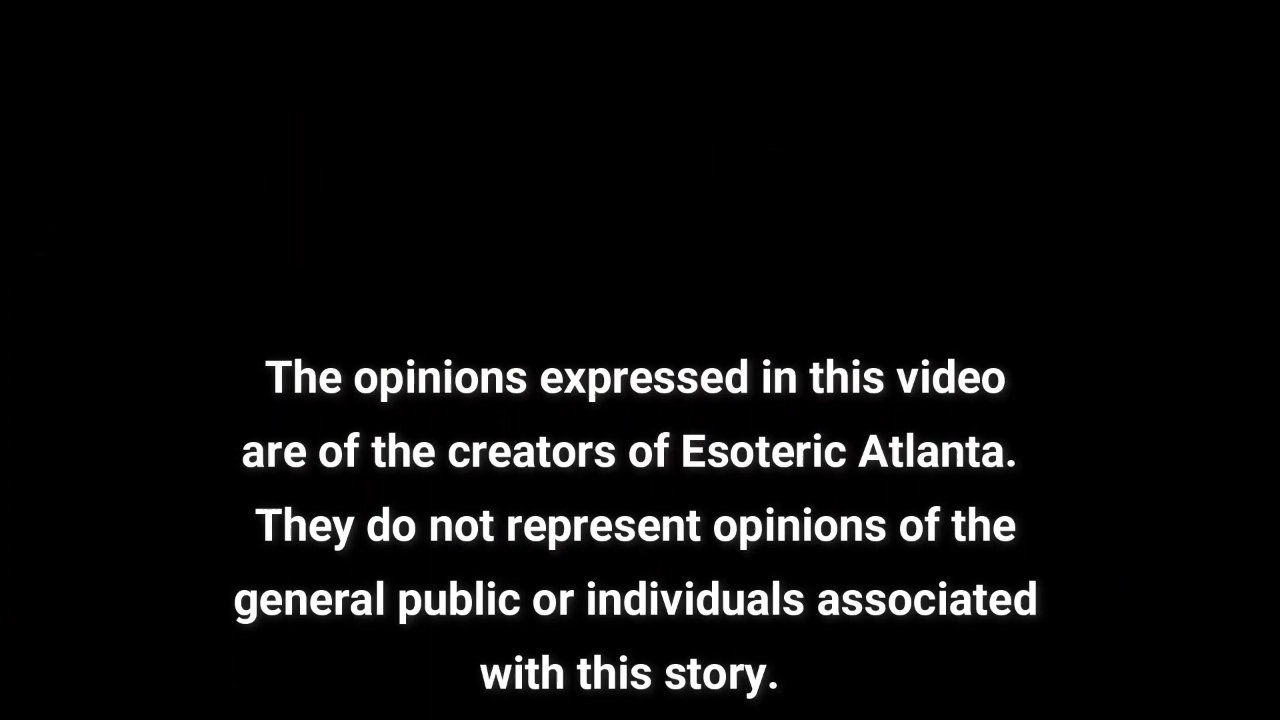 The opinions expressed in this video
are of the creators of Esoteric Atlanta.
They do not represent opinions of the
general public or individuals associated
with this story.